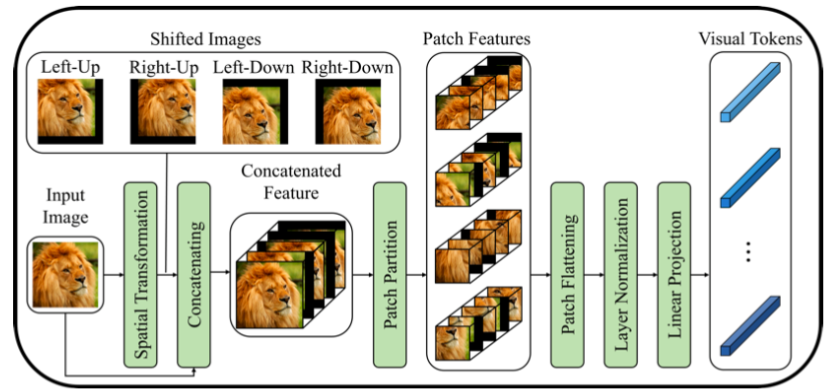 Shifted Images
Left-Up
Right-Up
Left-Down
Right-Down
Patch Features
Visual Tokens
Input
Image
Spatial Transformation
Concatenating
Concatenated
Feature
Patch Partition
Patch Flattening
Layer Normalization
Linear Projection
...